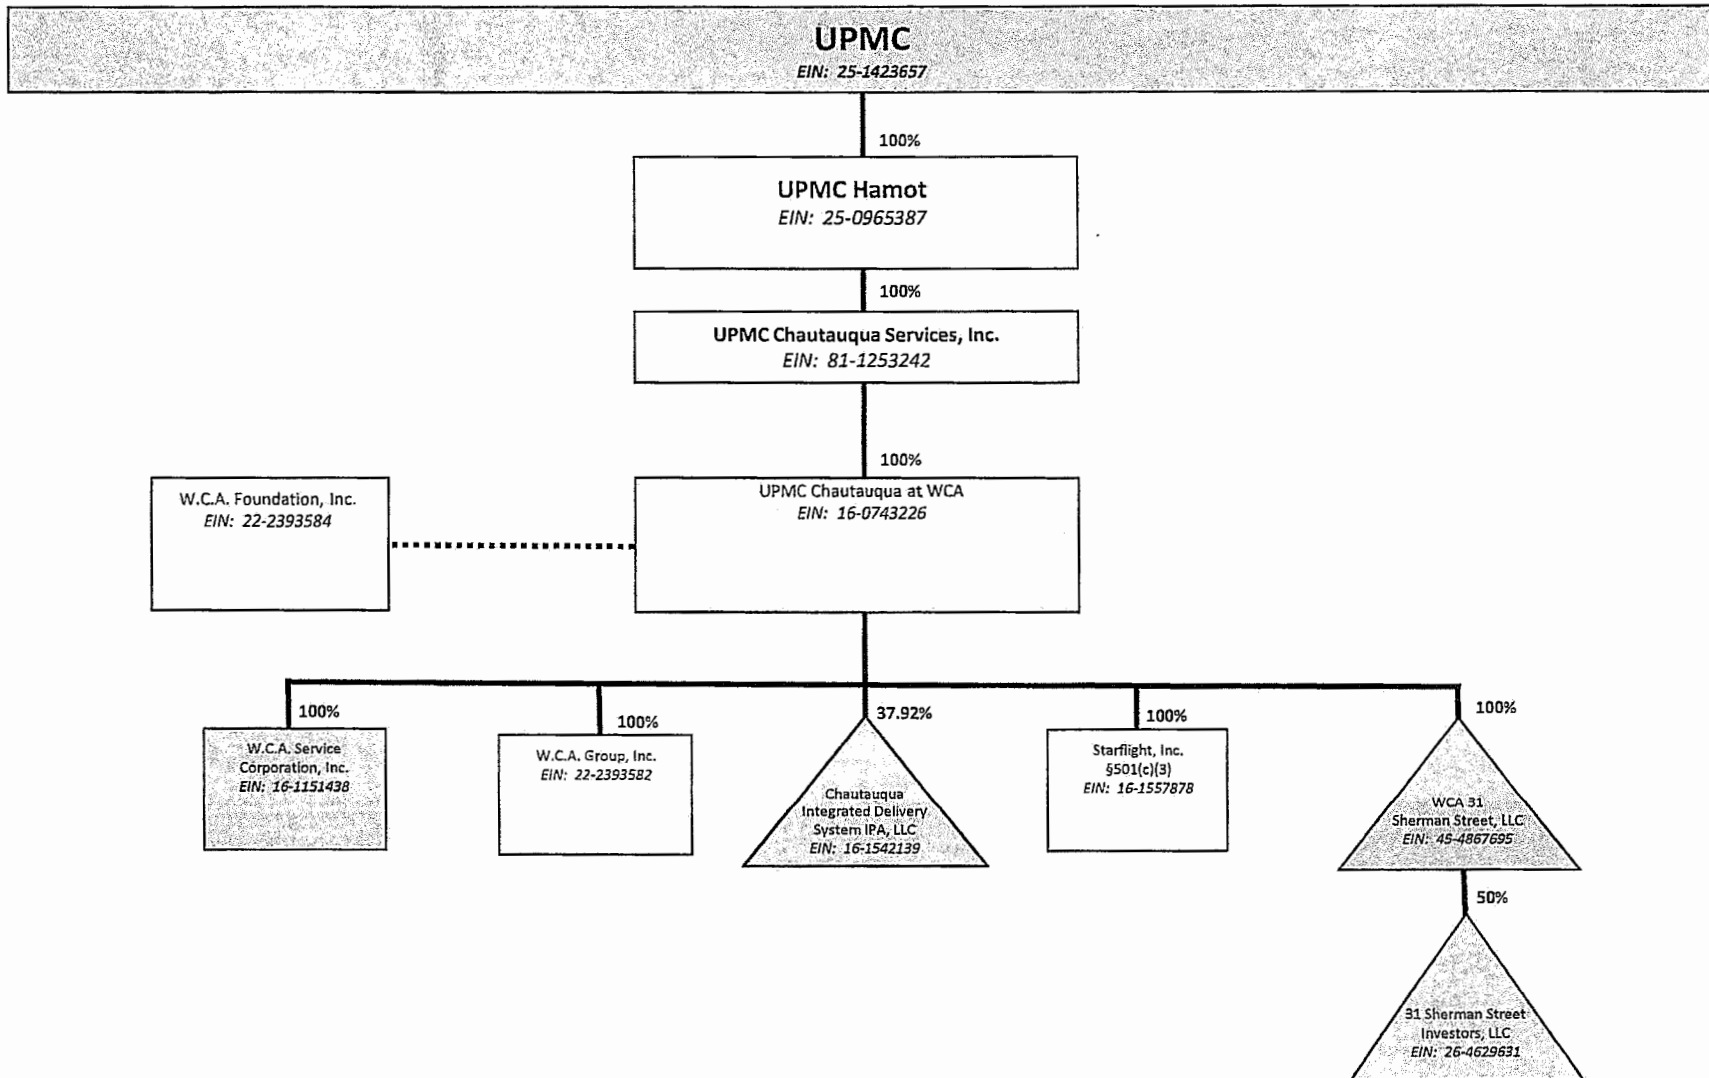 UPMC
EIN: 25-1423657
100%
UPMC Hamot
EIN: 25-0965387
100%
UPMC Chautauqua Services, Inc.
EIN: 81-1253242
100%
W.C.A. Foundation, Inc.
EIN: 22-2393584
UPMC Chautauqua at WCA
EIN: 16-0743226
100%
W.C.A. Service
Corporation, Inc.
EIN: 16-1151438
100%
W.C.A. Group, Inc.
EIN: 22-2393582
37.92%
Chautauqua
Integrated Delivery
System IPA, LLC
EIN: 16-1542139
100%
Starflight, Inc.
§501(c)(3)
EIN: 16-1557878
100%
WCA 31
Sherman Street, LLC
EIN: 45-4867695
50%
31 Sherman Street
Investors, LLC
EIN: 26-4629631